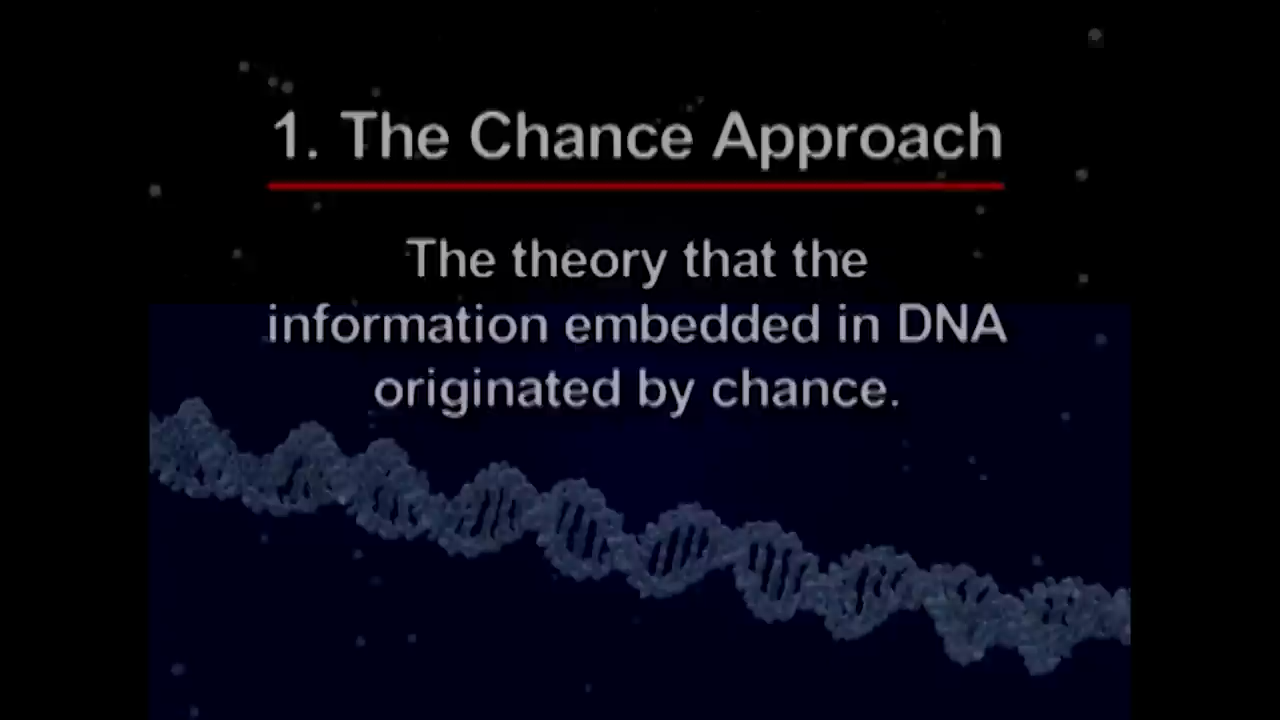 1. The Chance Approach
The theory that the
information embedded in DNA
originated by chance.